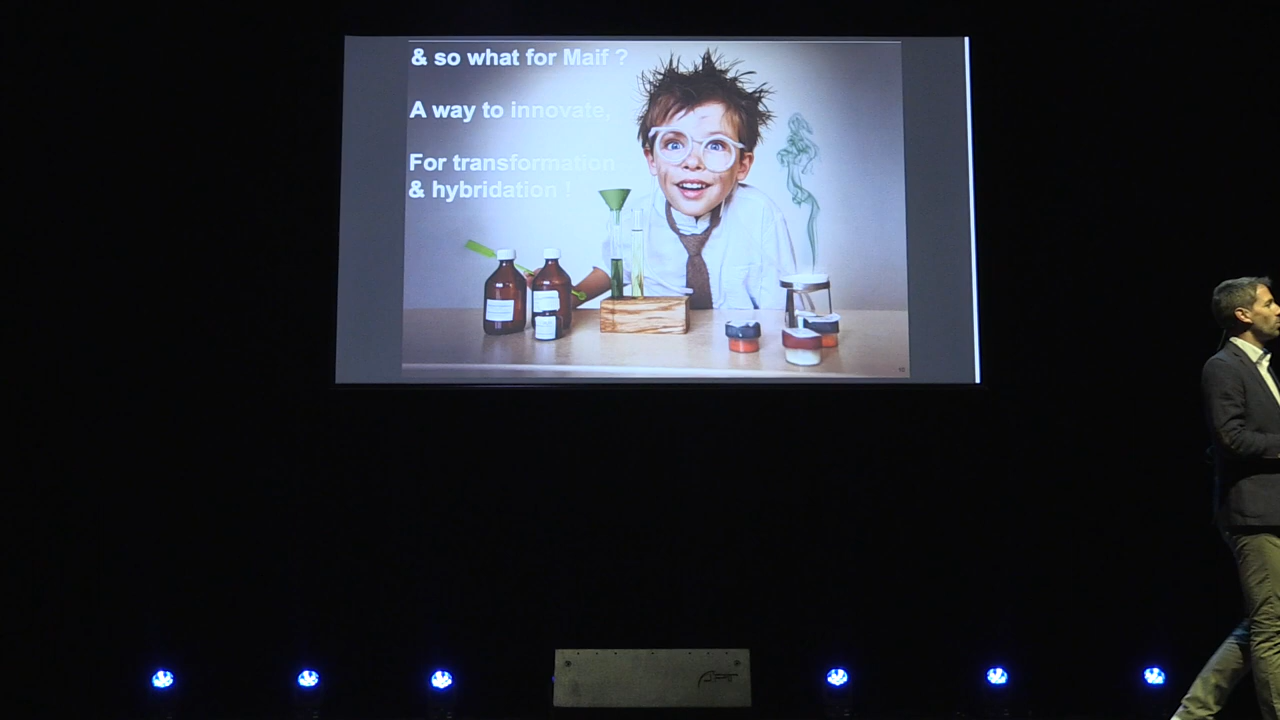 & so what for Maif ?
A way to innovate,
For transformation
& hybridation !